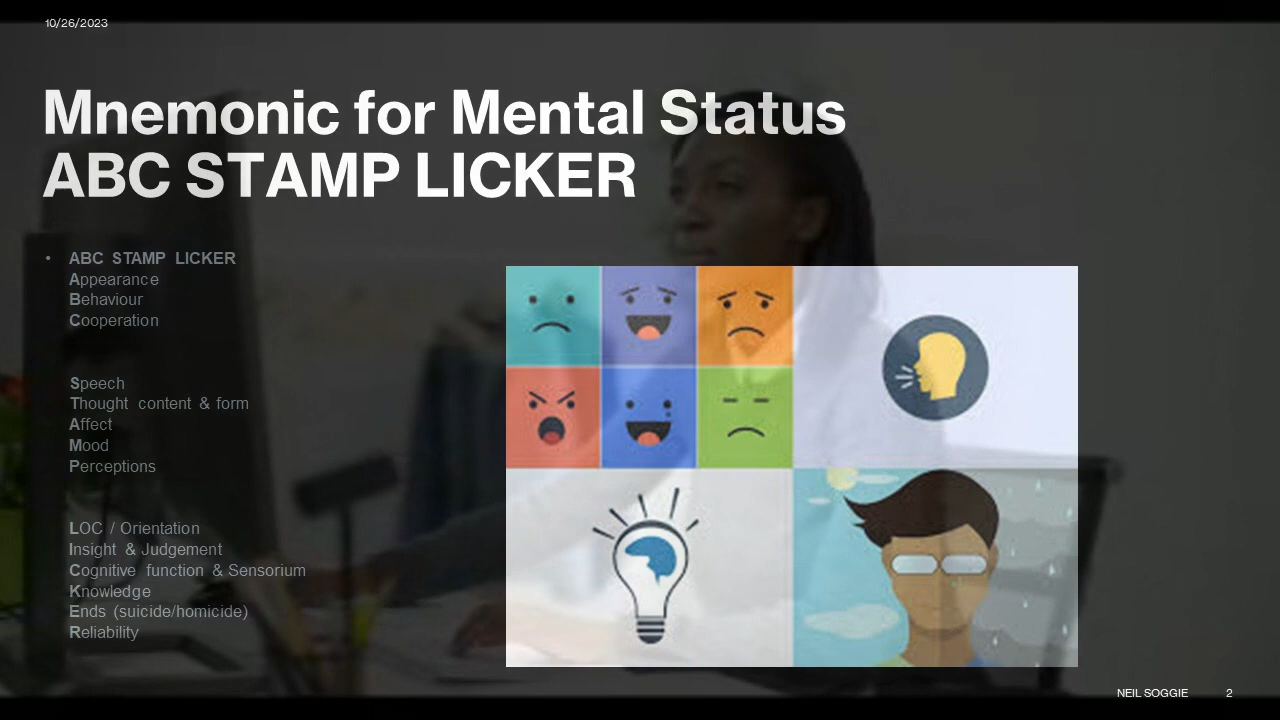 10/26/2023
Mnemonic for Mental Status
ABC STAMP LICKER
• ABC STAMP LICKER
Appearance
Behaviour
Cooperation
Speech
Thought content & form
Affect
Mood
Perceptions
LOC / Orientation
Insight & Judgement
Cognitive function & Sensorium
Knowledge
Ends (suicide/homicide)
Reliability
NEIL SOGGIE 2